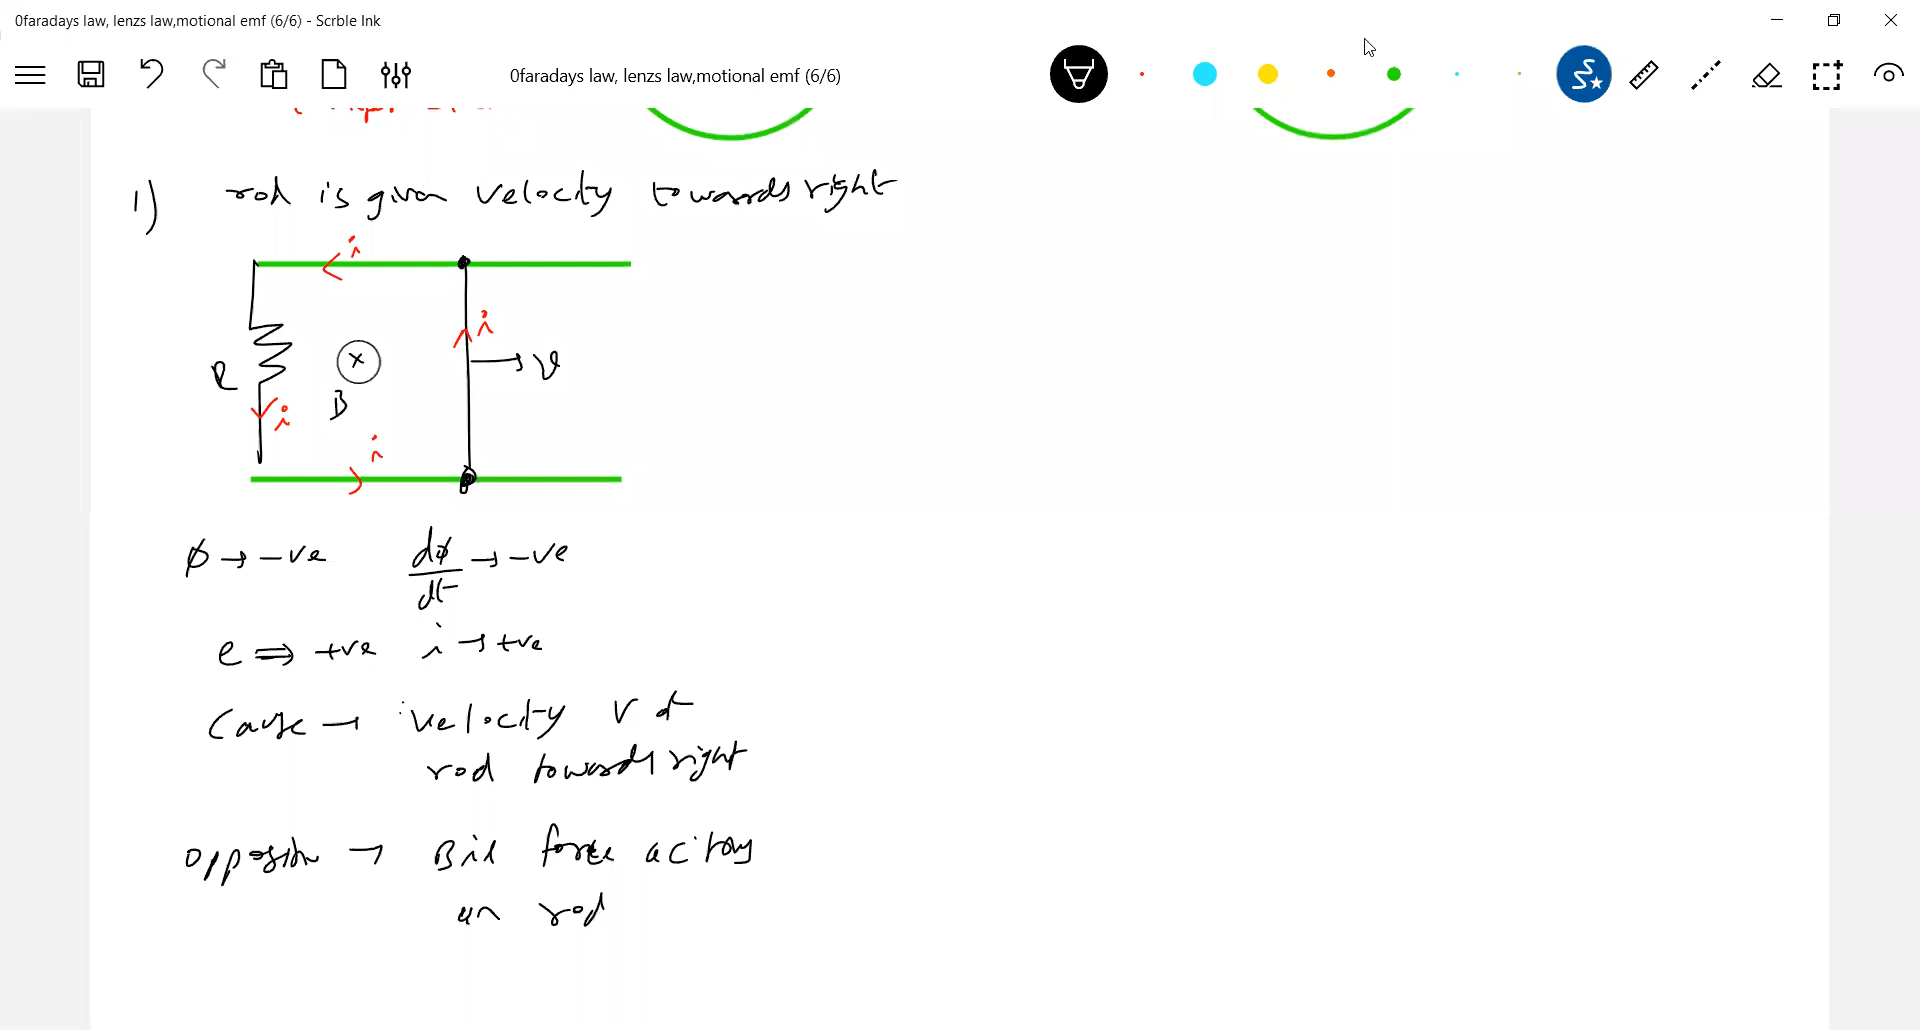 0faradays law, lenzs law,motional emf (6/6) - Scrble Ink
0faradays law, lenzs law,motional emf (6/6)
1) rod is given velocity towards right
i
i
R
x
v
B
i
i
φ → -ve dφ/dt → -ve
e ⇒ +ve i → +ve
Cause → velocity v of
rod towards right
opposition → Bil force acting
on rod